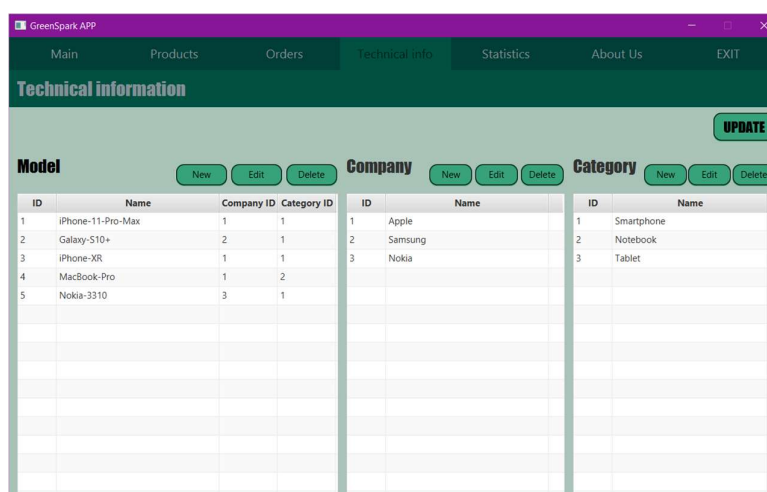 GreenSpark APP
Main Products Orders Technical info Statistics About Us EXIT
Technical information
UPDATE
Model New Edit Delete
ID Name Company ID Category ID
1 iPhone-11-Pro-Max 1 1
2 Galaxy-S10+ 2 1
3 iPhone-XR 1 1
4 MacBook-Pro 1 2
5 Nokia-3310 3 1
Company New Edit Delete
ID Name
1 Apple
2 Samsung
3 Nokia
Category New Edit Delete
ID Name
1 Smartphone
2 Notebook
3 Tablet